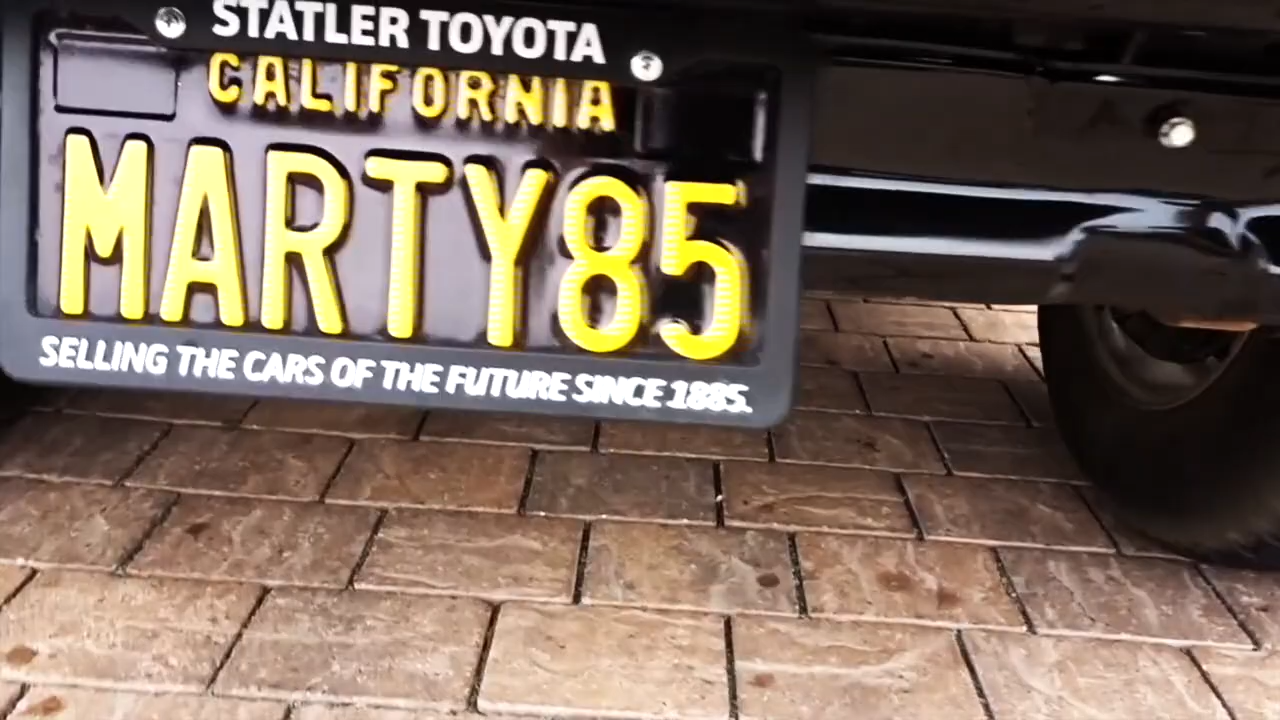 STATLER TOYOTA
CALIFORNIA
MARTY85
SELLING THE CARS OF THE FUTURE SINCE 1885.